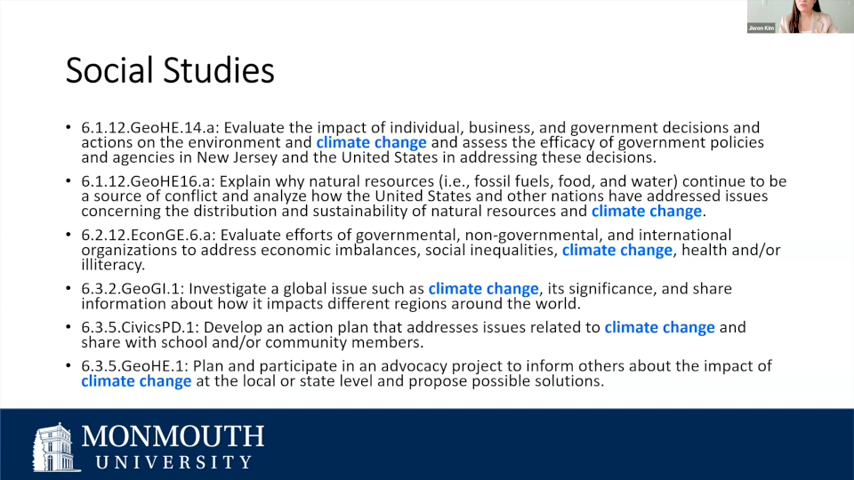 Jiwon Kim
Social Studies
• 6.1.12.GeoHE.14.a: Evaluate the impact of individual, business, and government decisions and
actions on the environment and climate change and assess the efficacy of government policies
and agencies in New Jersey and the United States in addressing these decisions.
• 6.1.12.GeoHE16.a: Explain why natural resources (i.e., fossil fuels, food, and water) continue to be
a source of conflict and analyze how the United States and other nations have addressed issues
concerning the distribution and sustainability of natural resources and climate change.
• 6.2.12.EconGE.6.a: Evaluate efforts of governmental, non-governmental, and international
organizations to address economic imbalances, social inequalities, climate change, health and/or
illiteracy.
• 6.3.2.GeoGI.1: Investigate a global issue such as climate change, its significance, and share
information about how it impacts different regions around the world.
• 6.3.5.CivicsPD.1: Develop an action plan that addresses issues related to climate change and
share with school and/or community members.
• 6.3.5.GeoHE.1: Plan and participate in an advocacy project to inform others about the impact of
climate change at the local or state level and propose possible solutions.
MONMOUTH
UNIVERSITY